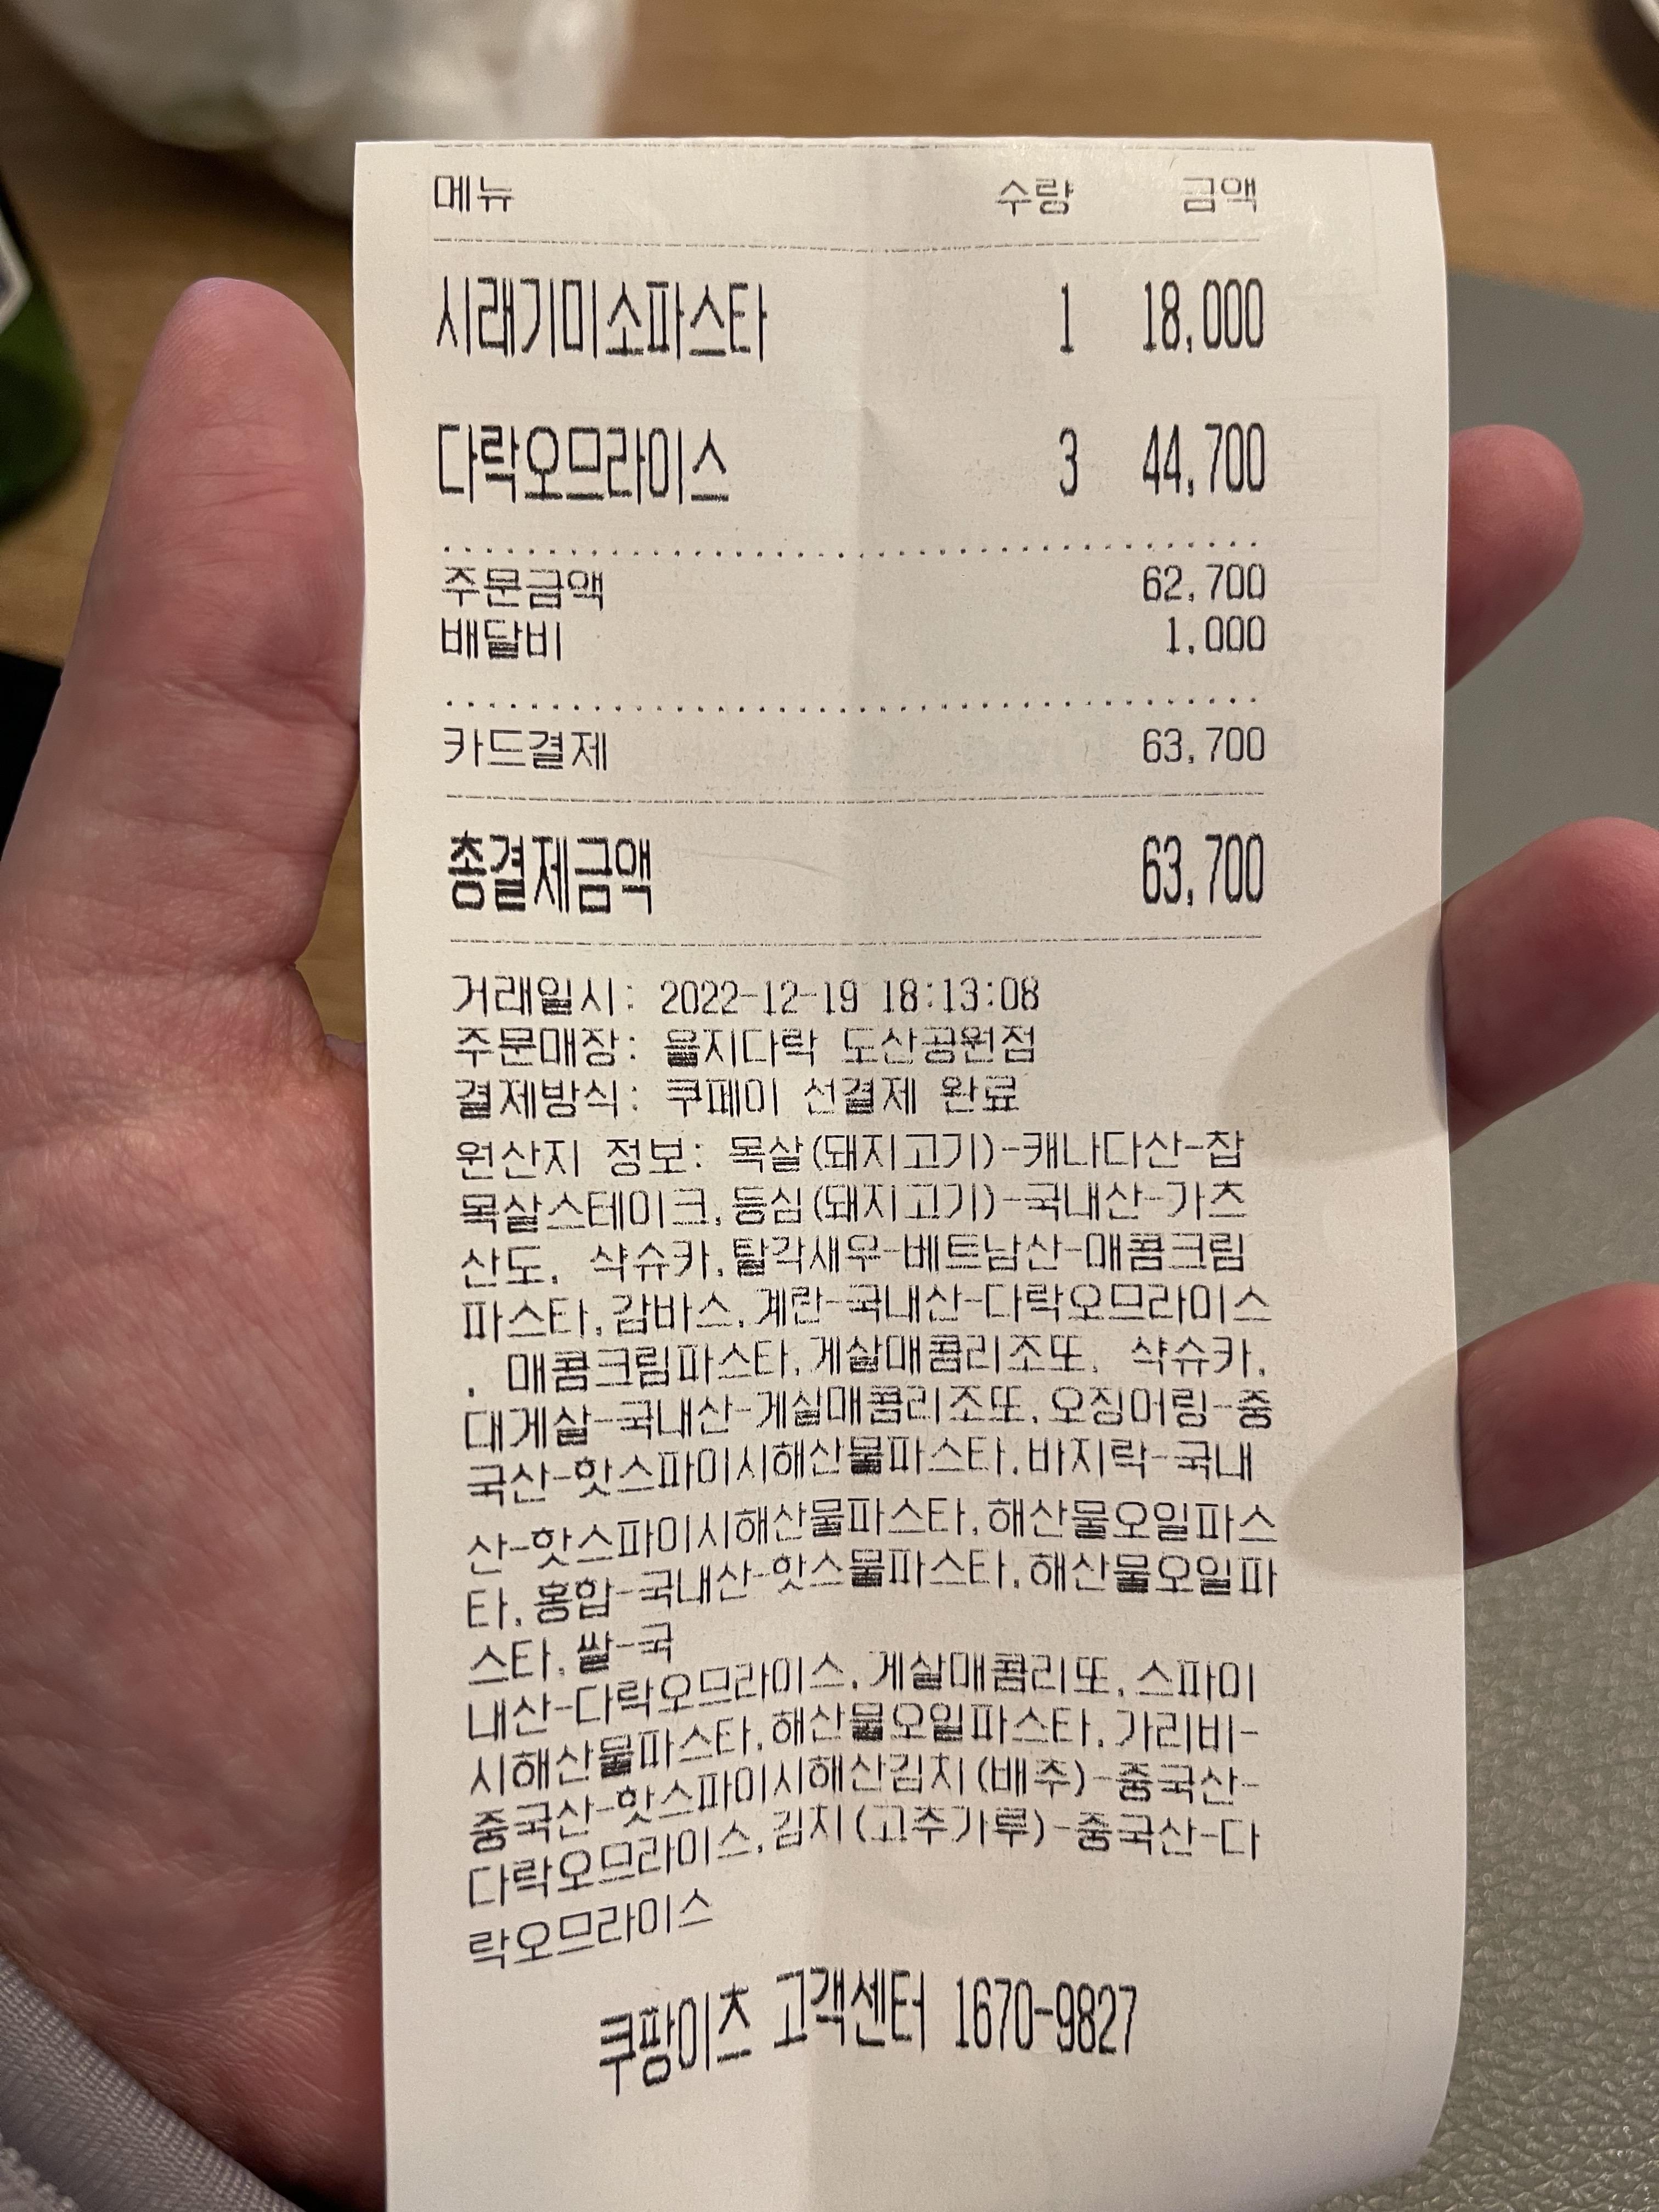 메뉴 수량 금액
시래기미소파스타 1 18,000
다락오므라이스 3 44,700
주문금액 62,700
배달비 1,000
카드결제 63,700
총결제금액 63,700
거래일시: 2022-12-19 18:13:08
주문매장: 을지다락 도산공원점
결제방식: 쿠페이 선결제 완료
원산지 정보: 목살(돼지고기)-캐나다산-찹
목살스테이크,등심(돼지고기)-국내산-가츠
산도, 샥슈카,탈각새우-베트남산-매콤크림
파스타,감바스,계란-국내산-다락오므라이스
, 매콤크림파스타,게살매콤리조또, 샥슈카,
대게살-국내산-게살매콤리조또,오징어링-중
국산-핫스파이시해산물파스타,바지락-국내
산-핫스파이시해산물파스타,해산물오일파스
타,홍합-국내산-핫스물파스타,해산물오일파
스타,쌀-국
내산-다락오므라이스,게살매콤리또,스파이
시해산물파스타,해산물오일파스타,가리비-
중국산-핫스파이시해산김치(배추)-중국산-
다락오므라이스,김치(고추가루)-중국산-다
락오므라이스
쿠팡이츠 고객센터 1670-9827